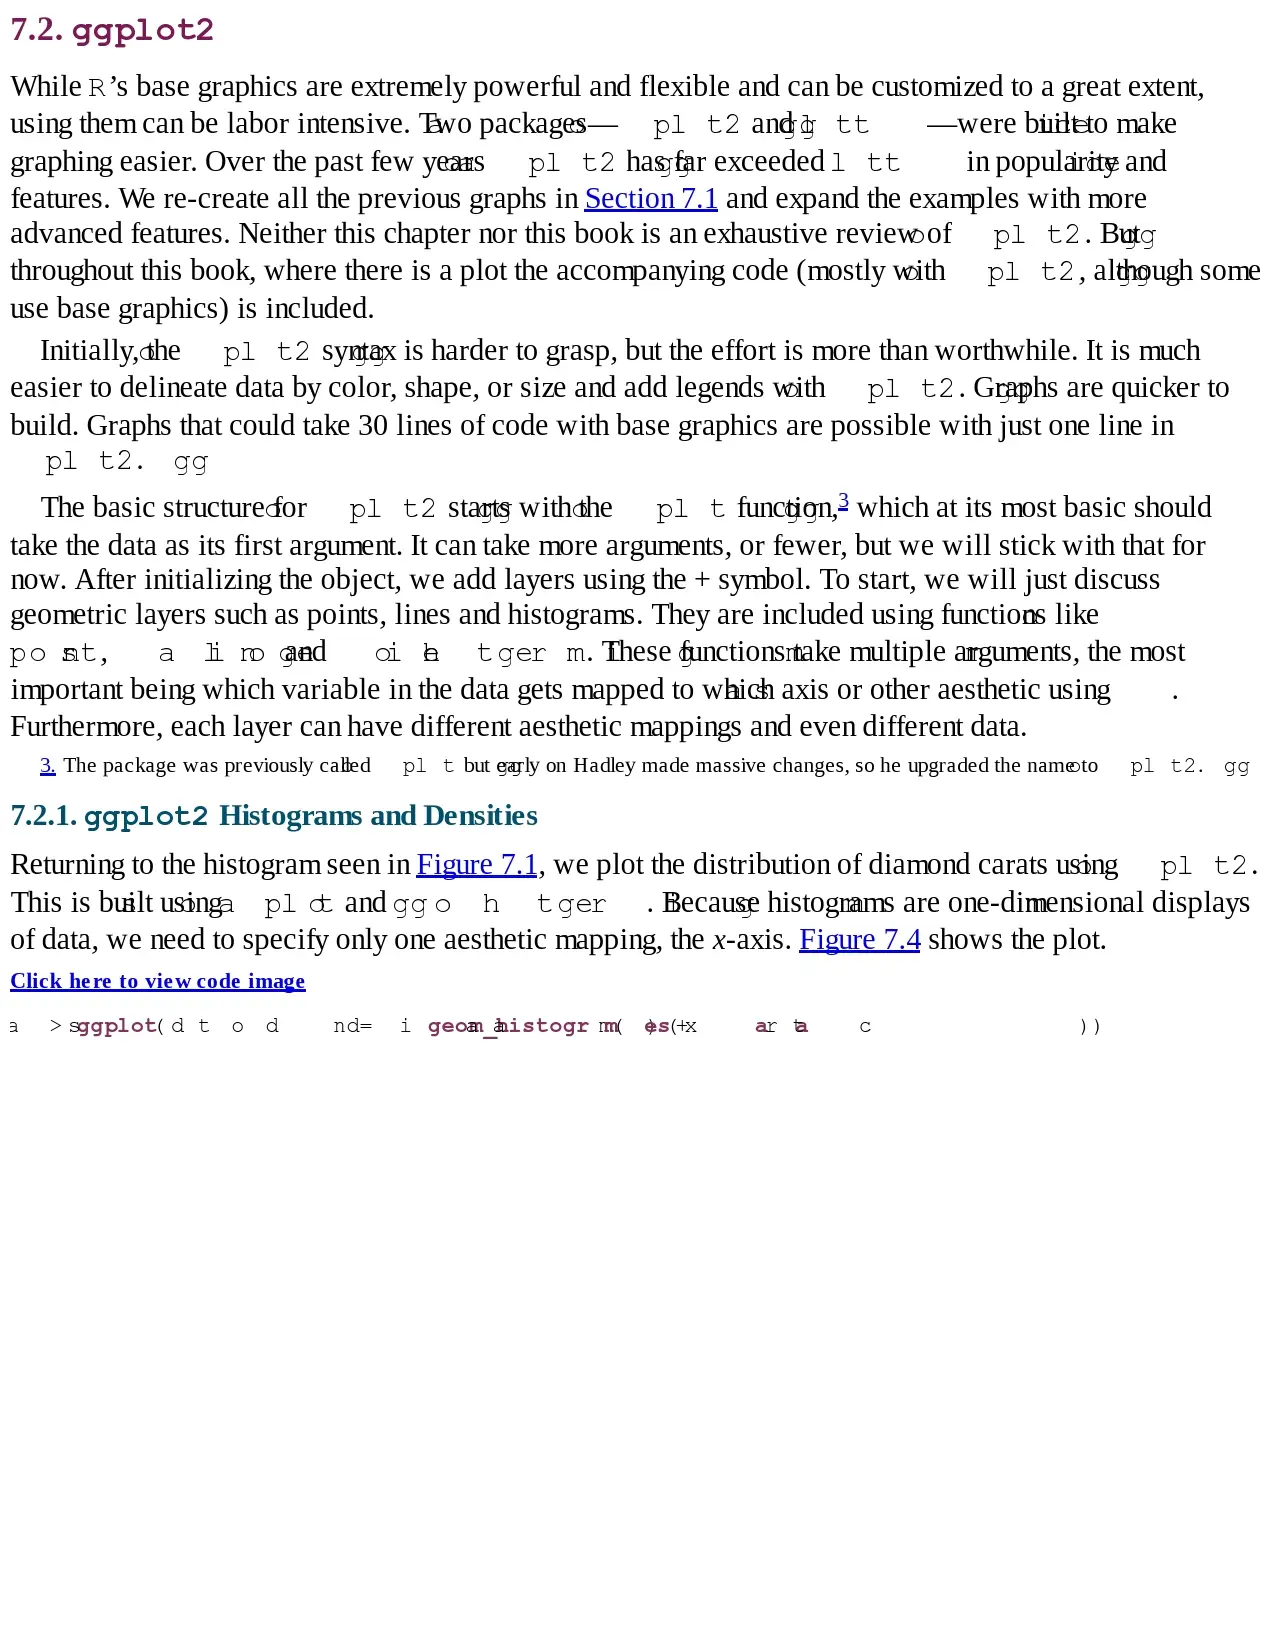 7.2. ggplot2
While R’s base graphics are extremely powerful and flexible and can be customized to a great extent,
using them can be labor intensive. Two packages—ggplot2 and lattice—were built to make
graphing easier. Over the past few years ggplot2 has far exceeded lattice in popularity and
features. We re-create all the previous graphs in Section 7.1 and expand the examples with more
advanced features. Neither this chapter nor this book is an exhaustive review of ggplot2. But
throughout this book, where there is a plot the accompanying code (mostly with ggplot2, although some
use base graphics) is included.
Initially, the ggplot2 syntax is harder to grasp, but the effort is more than worthwhile. It is much
easier to delineate data by color, shape, or size and add legends with ggplot2. Graphs are quicker to
build. Graphs that could take 30 lines of code with base graphics are possible with just one line in
ggplot2.
The basic structure for ggplot2 starts with the ggplot function,3 which at its most basic should
take the data as its first argument. It can take more arguments, or fewer, but we will stick with that for
now. After initializing the object, we add layers using the + symbol. To start, we will just discuss
geometric layers such as points, lines and histograms. They are included using functions like
and . These functions take multiple arguments, the most
important being which variable in the data gets mapped to which axis or other aesthetic using .
Furthermore, each layer can have different aesthetic mappings and even different data.
3. The package was previously called ggplot but early on Hadley made massive changes, so he upgraded the name to ggplot2.
7.2.1. ggplot2 Histograms and Densities
Returning to the histogram seen in Figure 7.1, we plot the distribution of diamond carats using ggplot2.
This is built using ggplot and . Because histograms are one-dimensional displays
of data, we need to specify only one aesthetic mapping, the x-axis. Figure 7.4 shows the plot.
Click here to view code image
> ggplot(